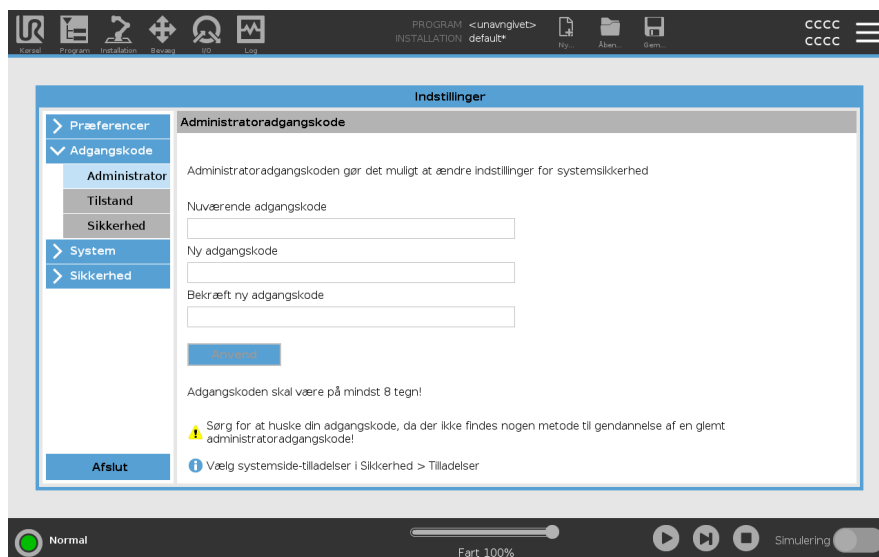 PROGRAM <unavngivet>
INSTALLATION default*
CCCC
CCCC
Kørsel Program Installation Bevæg I/O Log Ny... Åben... Gem...
Indstillinger
Præferencer
Adgangskode
Administrator
Tilstand
Sikkerhed
System
Sikkerhed
Afslut
Administratoradgangskode
Administratoradgangskoden gør det muligt at ændre indstillinger for systemsikkerhed
Nuværende adgangskode
Ny adgangskode
Bekræft ny adgangskode
Anvend
Adgangskoden skal være på mindst 8 tegn!
Sørg for at huske din adgangskode, da der ikke findes nogen metode til gendannelse af en glemt
administratoradgangskode!
Vælg systemside-tilladelser i Sikkerhed > Tilladelser
Normal
Fart 100%
Simulering